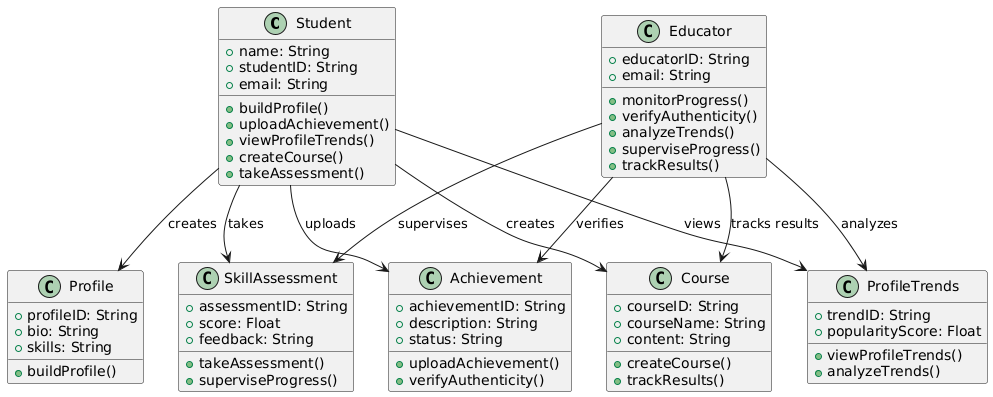 C Student
name: String
studentID: String
email: String
buildProfile()
uploadAchievement()
viewProfileTrends()
createCourse()
takeAssessment()
C Educator
educatorID: String
email: String
monitorProgress()
verifyAuthenticity()
analyzeTrends()
superviseProgress()
trackResults()
creates
takes
uploads
supervises
creates
verifies
views
tracks results
analyzes
C Profile
profileID: String
bio: String
skills: String
buildProfile()
C SkillAssessment
assessmentID: String
score: Float
feedback: String
takeAssessment()
superviseProgress()
C Achievement
achievementID: String
description: String
status: String
uploadAchievement()
verifyAuthenticity()
C Course
courseID: String
courseName: String
content: String
createCourse()
trackResults()
C ProfileTrends
trendID: String
popularityScore: Float
viewProfileTrends()
analyzeTrends()